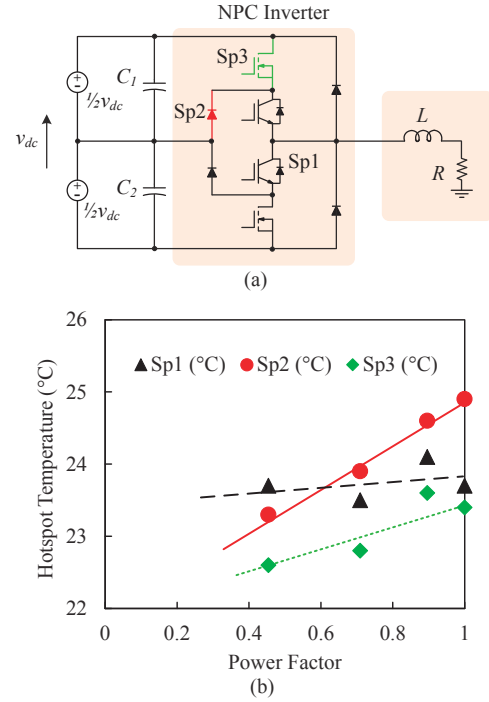 NPC Inverter
Sp3
C1
½vdc
Sp2
L
vdc
Sp1
R
C2
½vdc
(a)
26
Sp1 (°C) Sp2 (°C) Sp3 (°C)
25
24
23
22
Hotspot Temperature (°C)
0 0.2 0.4 0.6 0.8 1
Power Factor
(b)